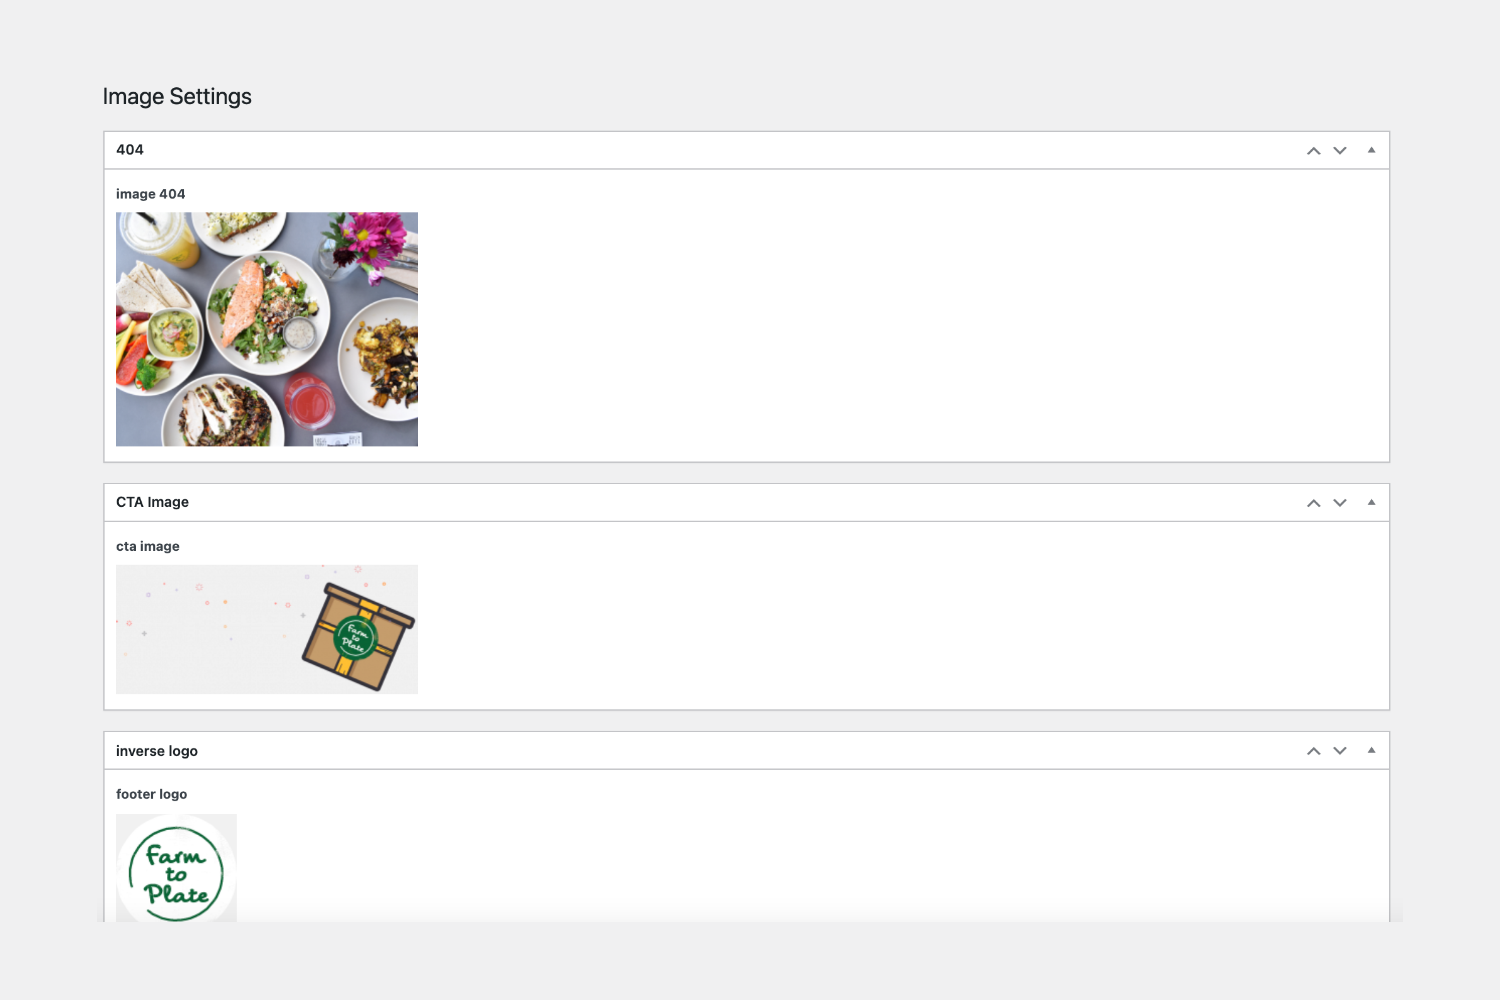 Image Settings
404
image 404
CTA Image
cta image
Farm
to
Plate
inverse logo
footer logo
Farm
to
Plate